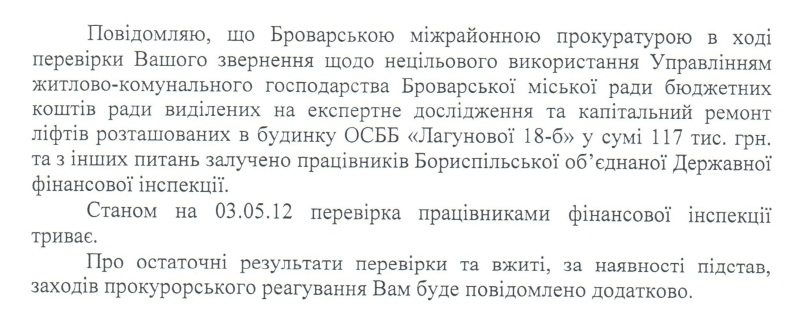 Повідомляю, що Броварською міжрайонною прокуратурою в ході
перевірки Вашого звернення щодо нецільового використання Управлінням
житлово-комунального господарства Броварської міської ради бюджетних
коштів ради виділених на експертне дослідження та капітальний ремонт
ліфтів розташованих в будинку ОСББ «Лагунової 18-б» у сумі 117 тис. грн.
та з інших питань залучено працівників Бориспільської об’єднаної Державної
фінансової інспекції.
Станом на 03.05.12 перевірка працівниками фінансової інспекції
триває.
Про остаточні результати перевірки та вжиті, за наявності підстав,
заходів прокурорського реагування Вам буде повідомлено додатково.